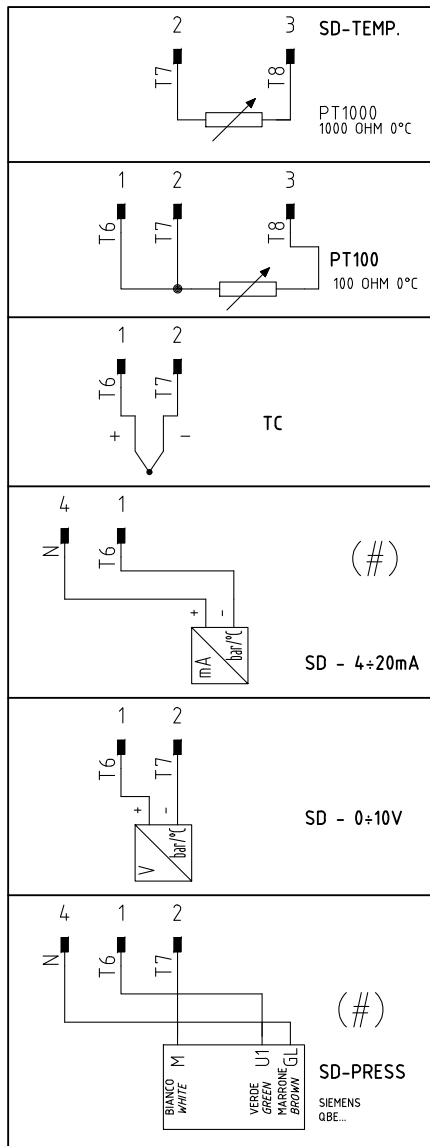 2 3 SD-TEMP.
T7 T8
PT1000
1000 OHM 0°C
1 2 3
T6 T7 T8
PT100
100 OHM 0°C
1 2
T6 T7
+ -
TC
4 1
N T6
(#)
+ -
mA bar/°C
SD - 4÷20mA
1 2
T6 T7
+ -
V bar/°C
SD - 0÷10V
4 1 2
N T6 T7
(#)
M U1 GL
BIANCO
WHITE
VERDE
GREEN
MARRONE
BROWN
SD-PRESS
SIEMENS
QBE...